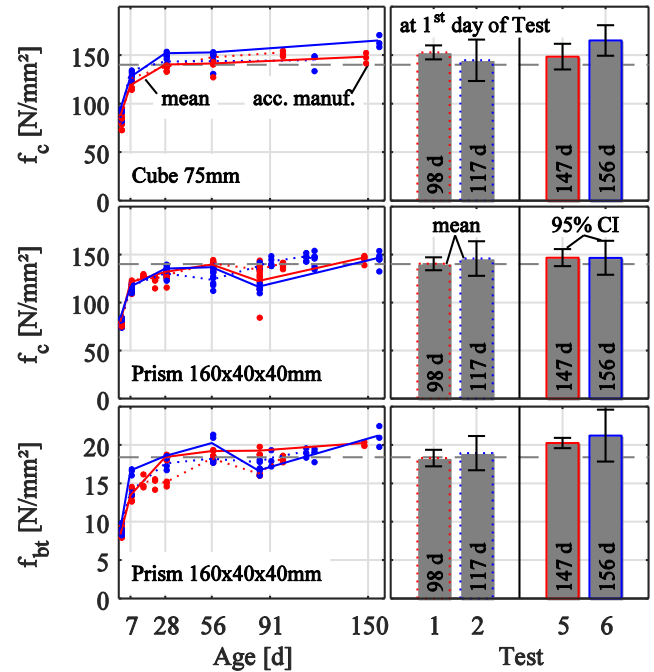 f_c [N/mm²]
150
100
50
0
mean
acc. manuf.
Cube 75mm
at 1st day of Test
98 d
117 d
147 d
156 d
f_c [N/mm²]
150
100
50
0
Prism 160x40x40mm
mean
95% CI
98 d
117 d
147 d
156 d
f_bt [N/mm²]
20
15
10
5
0
Prism 160x40x40mm
98 d
117 d
147 d
156 d
7 28 56 91 150
Age [d]
1 2 5 6
Test